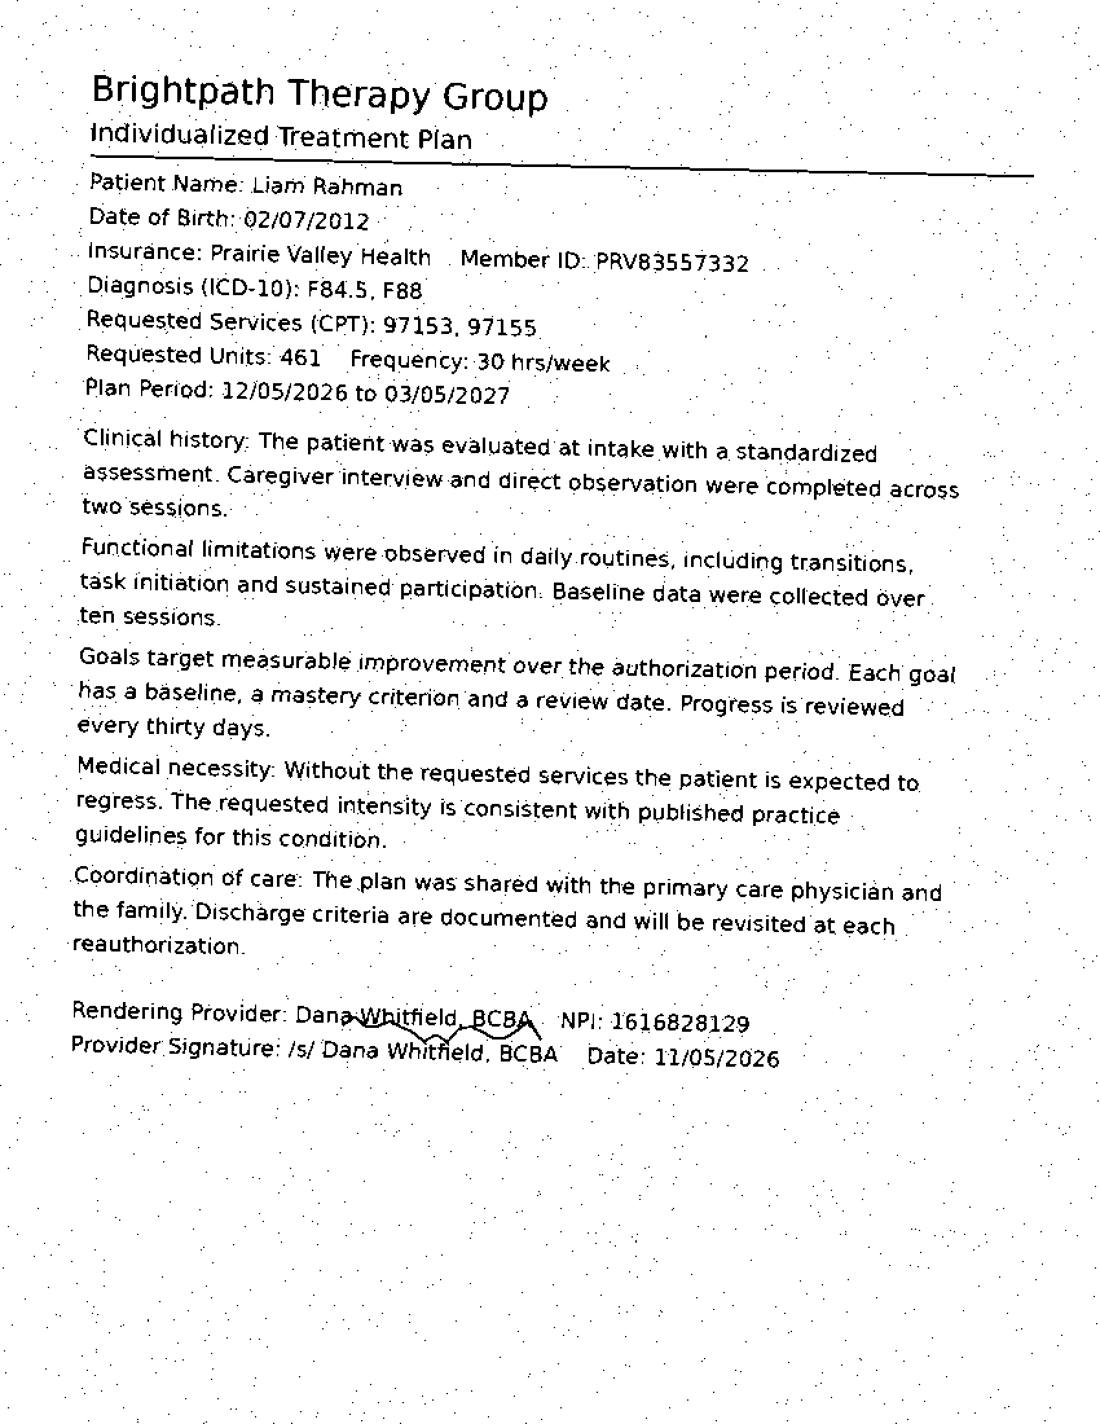 Brightpath Therapy Group
Individualized Treatment Plan
Patient Name: Liam Rahman
Date of Birth: 02/07/2012
Insurance: Prairie Valley Health Member ID: PRV83557332
Diagnosis (ICD-10): F84.5, F88
Requested Services (CPT): 97153, 97155
Requested Units: 461 Frequency: 30 hrs/week
Plan Period: 12/05/2026 to 03/05/2027
Clinical history: The patient was evaluated at intake with a standardized
assessment. Caregiver interview and direct observation were completed across
two sessions.
Functional limitations were observed in daily routines, including transitions,
task initiation and sustained participation. Baseline data were collected over
ten sessions.
Goals target measurable improvement over the authorization period. Each goal
has a baseline, a mastery criterion and a review date. Progress is reviewed
every thirty days.
Medical necessity: Without the requested services the patient is expected to
regress. The requested intensity is consistent with published practice
guidelines for this condition.
Coordination of care: The plan was shared with the primary care physician and
the family. Discharge criteria are documented and will be revisited at each
reauthorization.
Rendering Provider: Dana Whitfield, BCBA NPI: 1616828129
Provider Signature: /s/ Dana Whitfield, BCBA Date: 11/05/2026